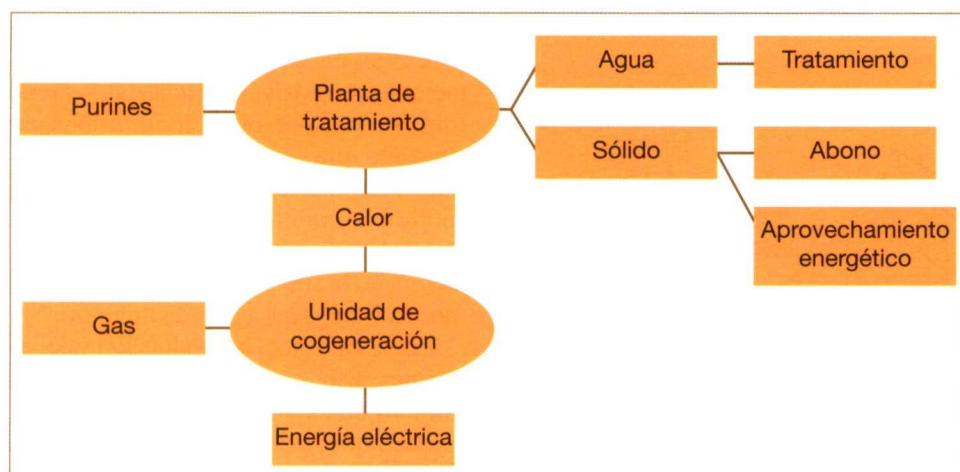 Purines
Planta de
tratamiento
Agua
Tratamiento
Sólido
Abono
Aprovechamiento
energético
Calor
Gas
Unidad de
cogeneración
Energía eléctrica